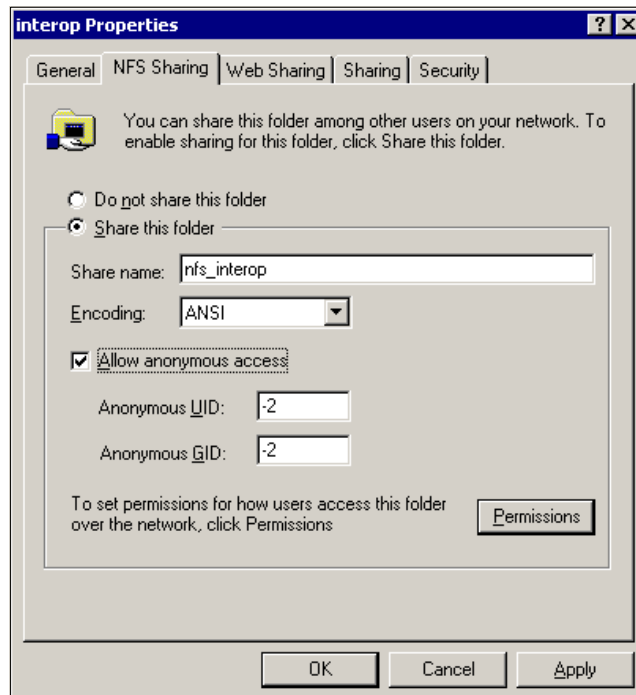 interop Properties
General NFS Sharing Web Sharing Sharing Security
You can share this folder among other users on your network. To
enable sharing for this folder, click Share this folder.
Do not share this folder
Share this folder
Share name: nfs_interop
Encoding: ANSI
Allow anonymous access
Anonymous UID: -2
Anonymous GID: -2
To set permissions for how users access this folder
over the network, click Permissions
Permissions
OK Cancel Apply